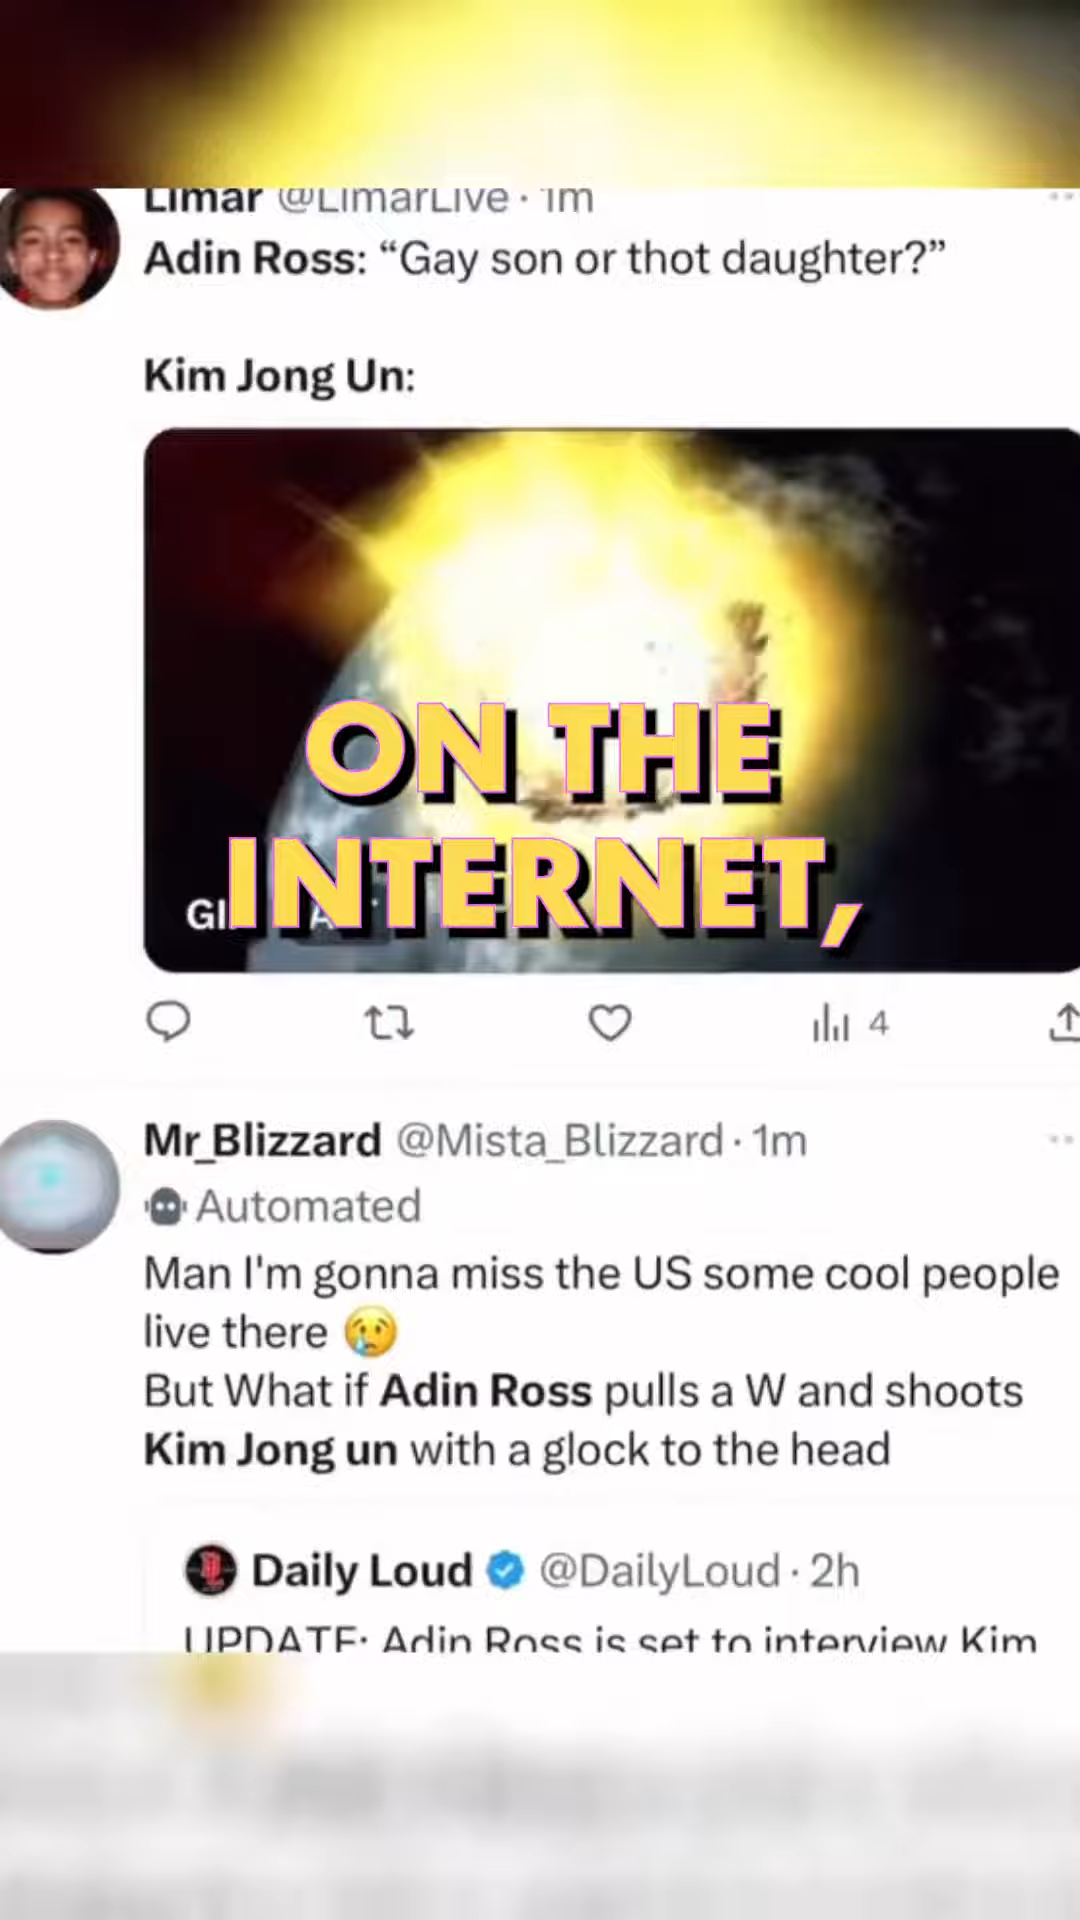 Limar @LimarLive · 1m
Adin Ross: “Gay son or thot daughter?”
Kim Jong Un:
ON THE
INTERNET,
4
Mr_Blizzard @Mista_Blizzard · 1m
Automated
Man I'm gonna miss the US some cool people
live there 😢
But What if Adin Ross pulls a W and shoots
Kim Jong un with a glock to the head
Daily Loud @DailyLoud · 2h
UPDATE: Adin Ross is set to interview Kim